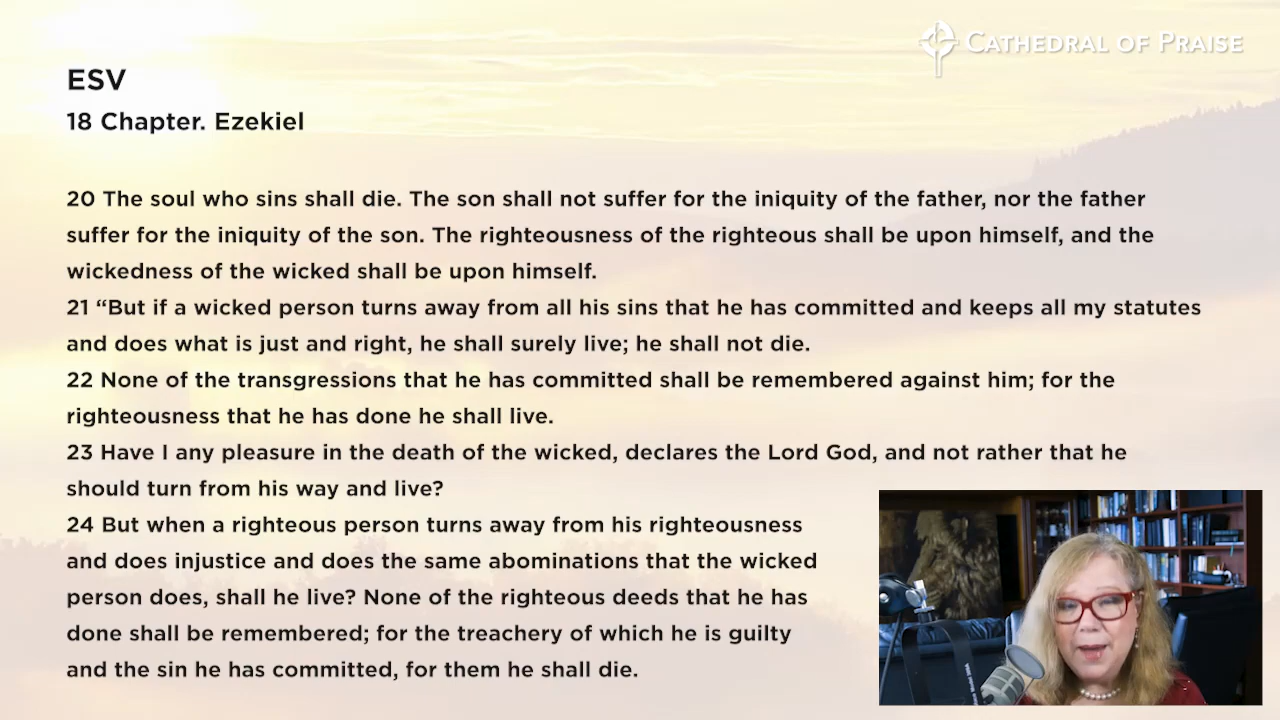 CATHEDRAL OF PRAISE
ESV
18 Chapter. Ezekiel
20 The soul who sins shall die. The son shall not suffer for the iniquity of the father, nor the father
suffer for the iniquity of the son. The righteousness of the righteous shall be upon himself, and the
wickedness of the wicked shall be upon himself.
21 “But if a wicked person turns away from all his sins that he has committed and keeps all my statutes
and does what is just and right, he shall surely live; he shall not die.
22 None of the transgressions that he has committed shall be remembered against him; for the
righteousness that he has done he shall live.
23 Have I any pleasure in the death of the wicked, declares the Lord God, and not rather that he
should turn from his way and live?
24 But when a righteous person turns away from his righteousness
and does injustice and does the same abominations that the wicked
person does, shall he live? None of the righteous deeds that he has
done shall be remembered; for the treachery of which he is guilty
and the sin he has committed, for them he shall die.